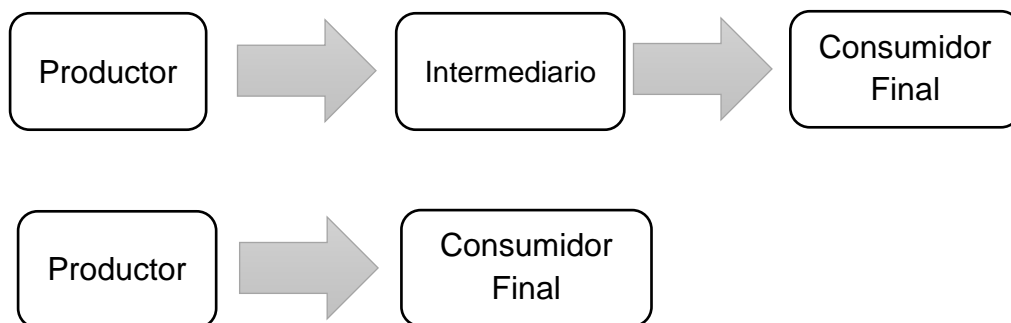 Productor
Intermediario
Consumidor
Final
Productor
Consumidor
Final